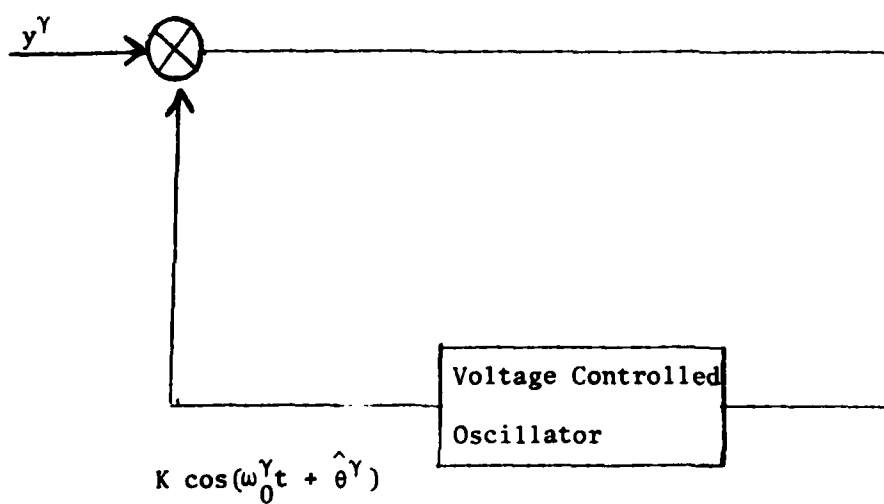 y^γ
Voltage Controlled
Oscillator
K cos(ω_0^γ t + θ̂^γ)